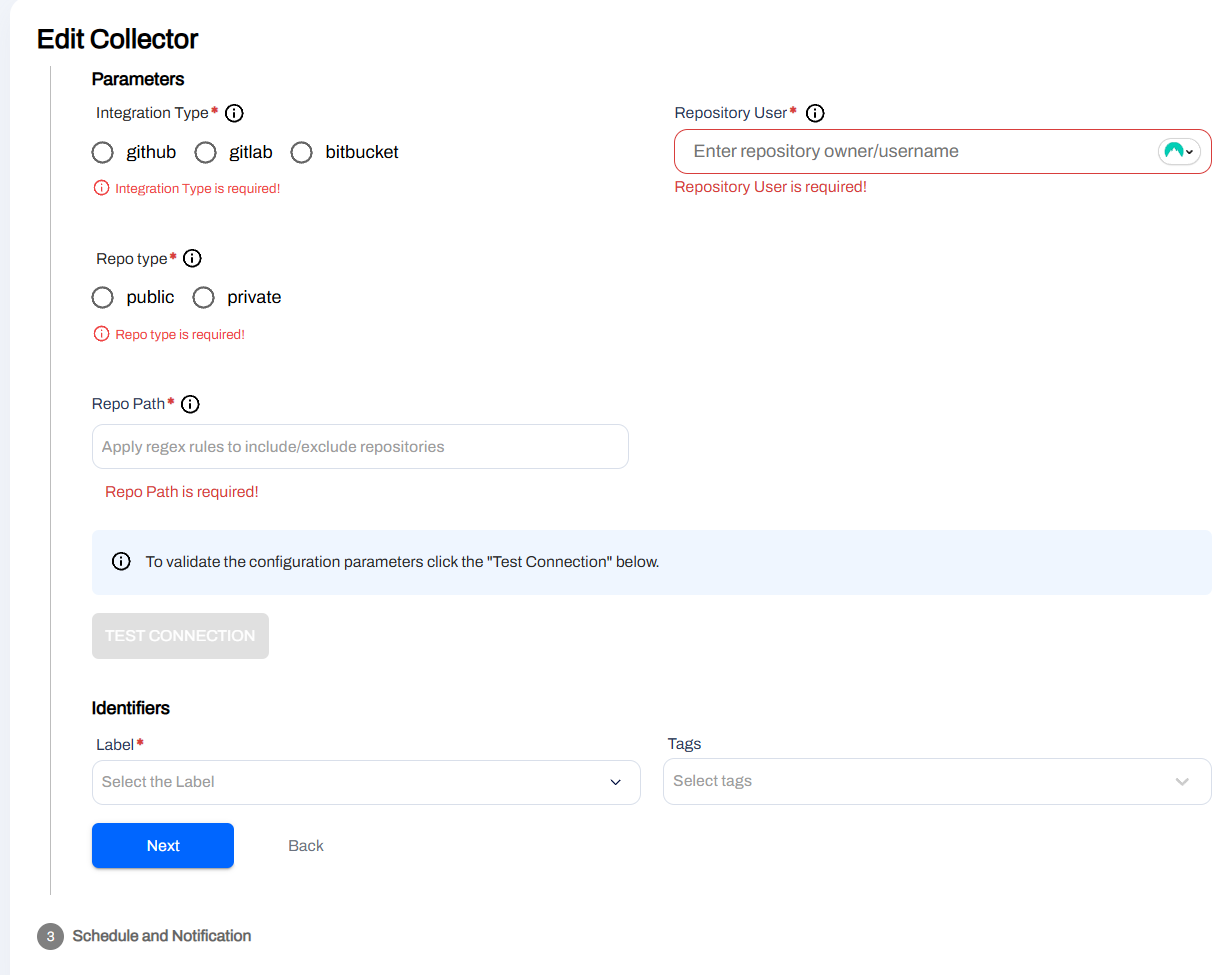 Edit Collector
Parameters
Integration Type*
Repository User*
github gitlab bitbucket
Enter repository owner/username
Integration Type is required!
Repository User is required!
Repo type*
public private
Repo type is required!
Repo Path*
Apply regex rules to include/exclude repositories
Repo Path is required!
To validate the configuration parameters click the "Test Connection" below.
TEST CONNECTION
Identifiers
Label*
Tags
Select the Label
Select tags
Next Back
3 Schedule and Notification